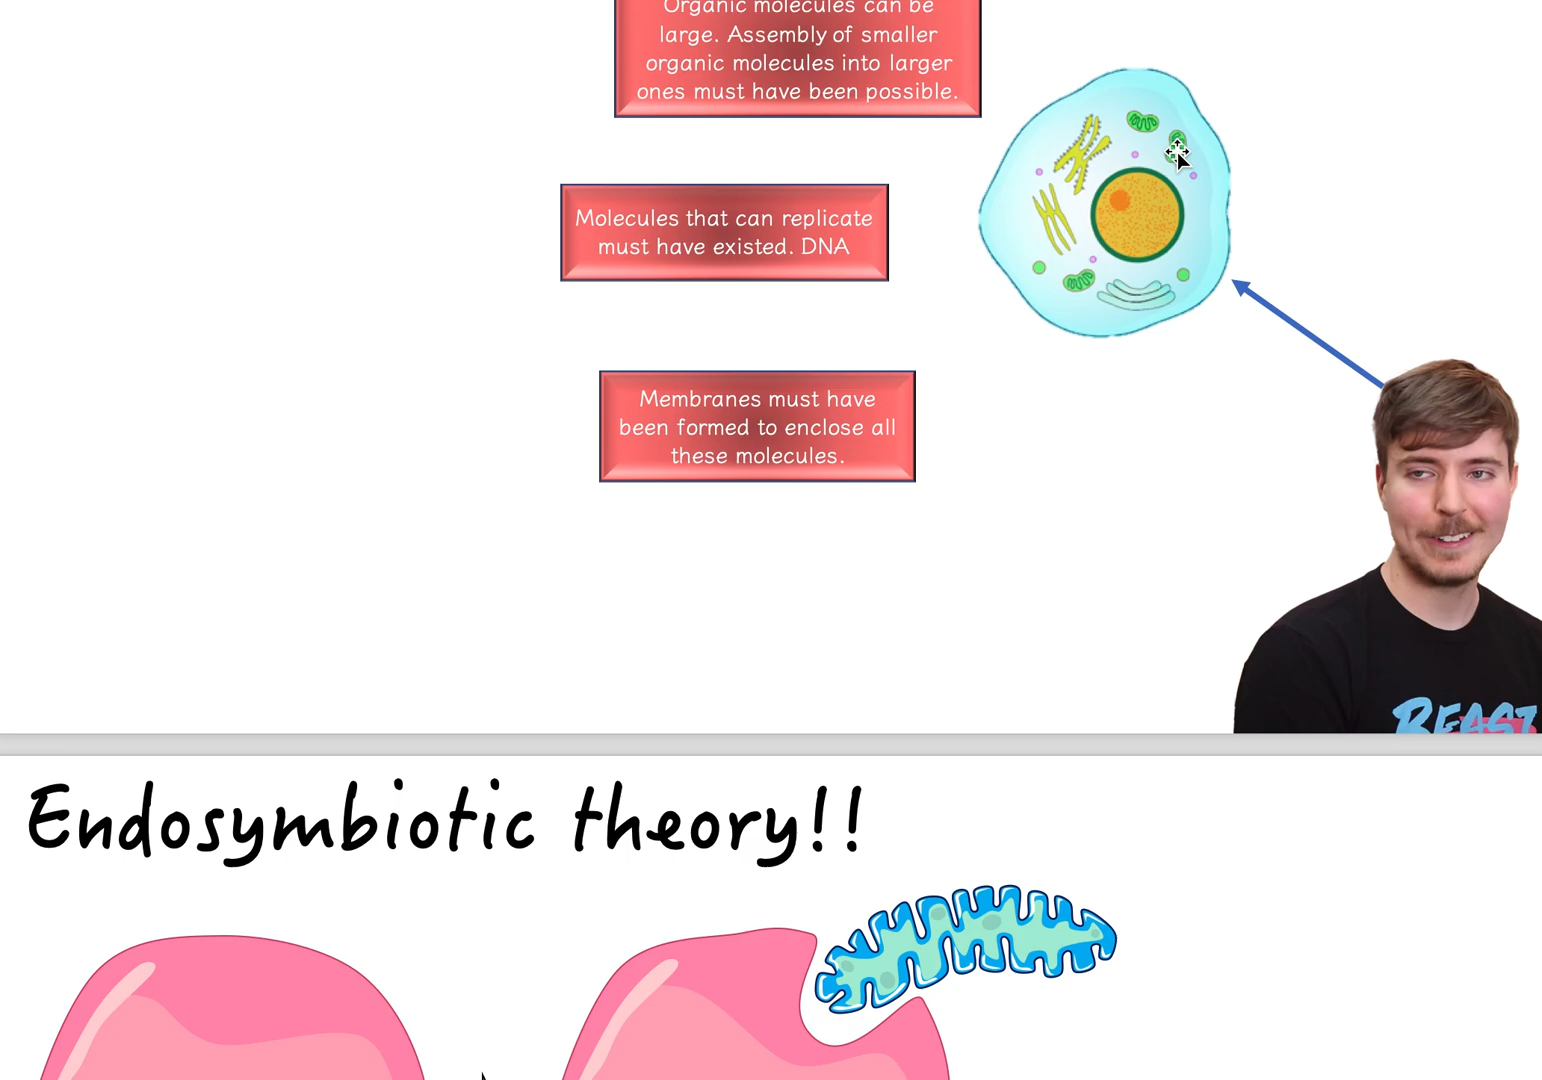 Organic molecules can be
large. Assembly of smaller
organic molecules into larger
ones must have been possible.
Molecules that can replicate
must have existed. DNA
Membranes must have
been formed to enclose all
these molecules.
BEAST
Endosymbiotic theory!!